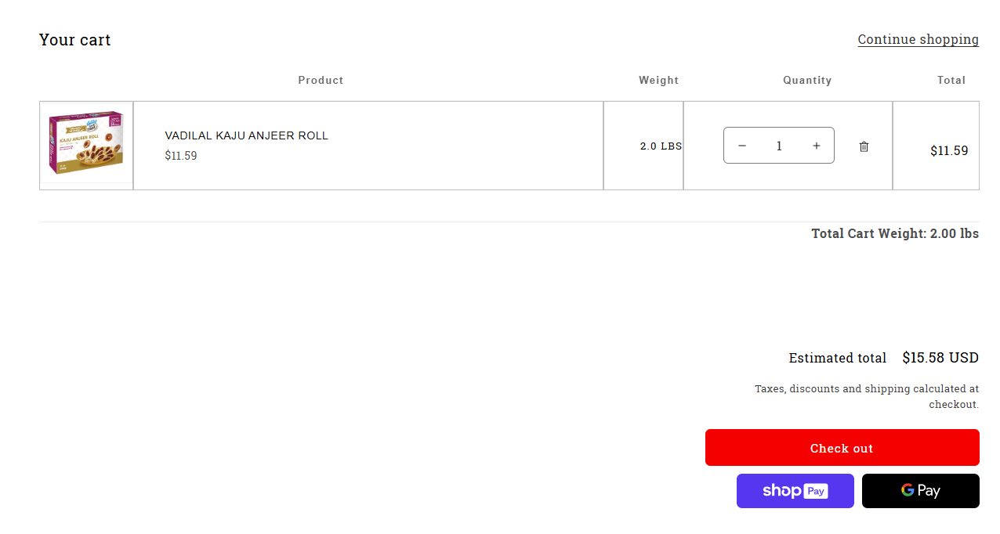 Your cart
Continue shopping
Product Weight Quantity Total
KAJU ANJEER ROLL
VADILAL KAJU ANJEER ROLL
$11.59
2.0 LBS
− 1 +
$11.59
Total Cart Weight: 2.00 lbs
Estimated total $15.58 USD
Taxes, discounts and shipping calculated at
checkout.
Check out
shop Pay
G Pay